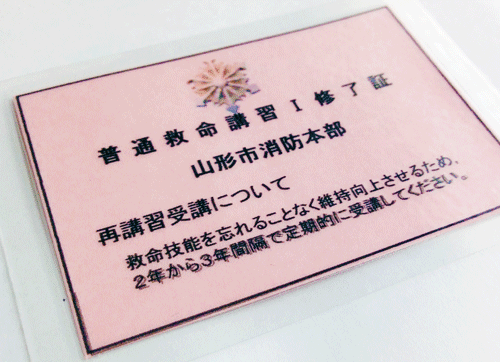 普通救命講習Ⅰ修了証
山形市消防本部
再講習受講について
救命技能を忘れることなく維持向上させるため、
2年から3年間隔で定期的に受講してください。